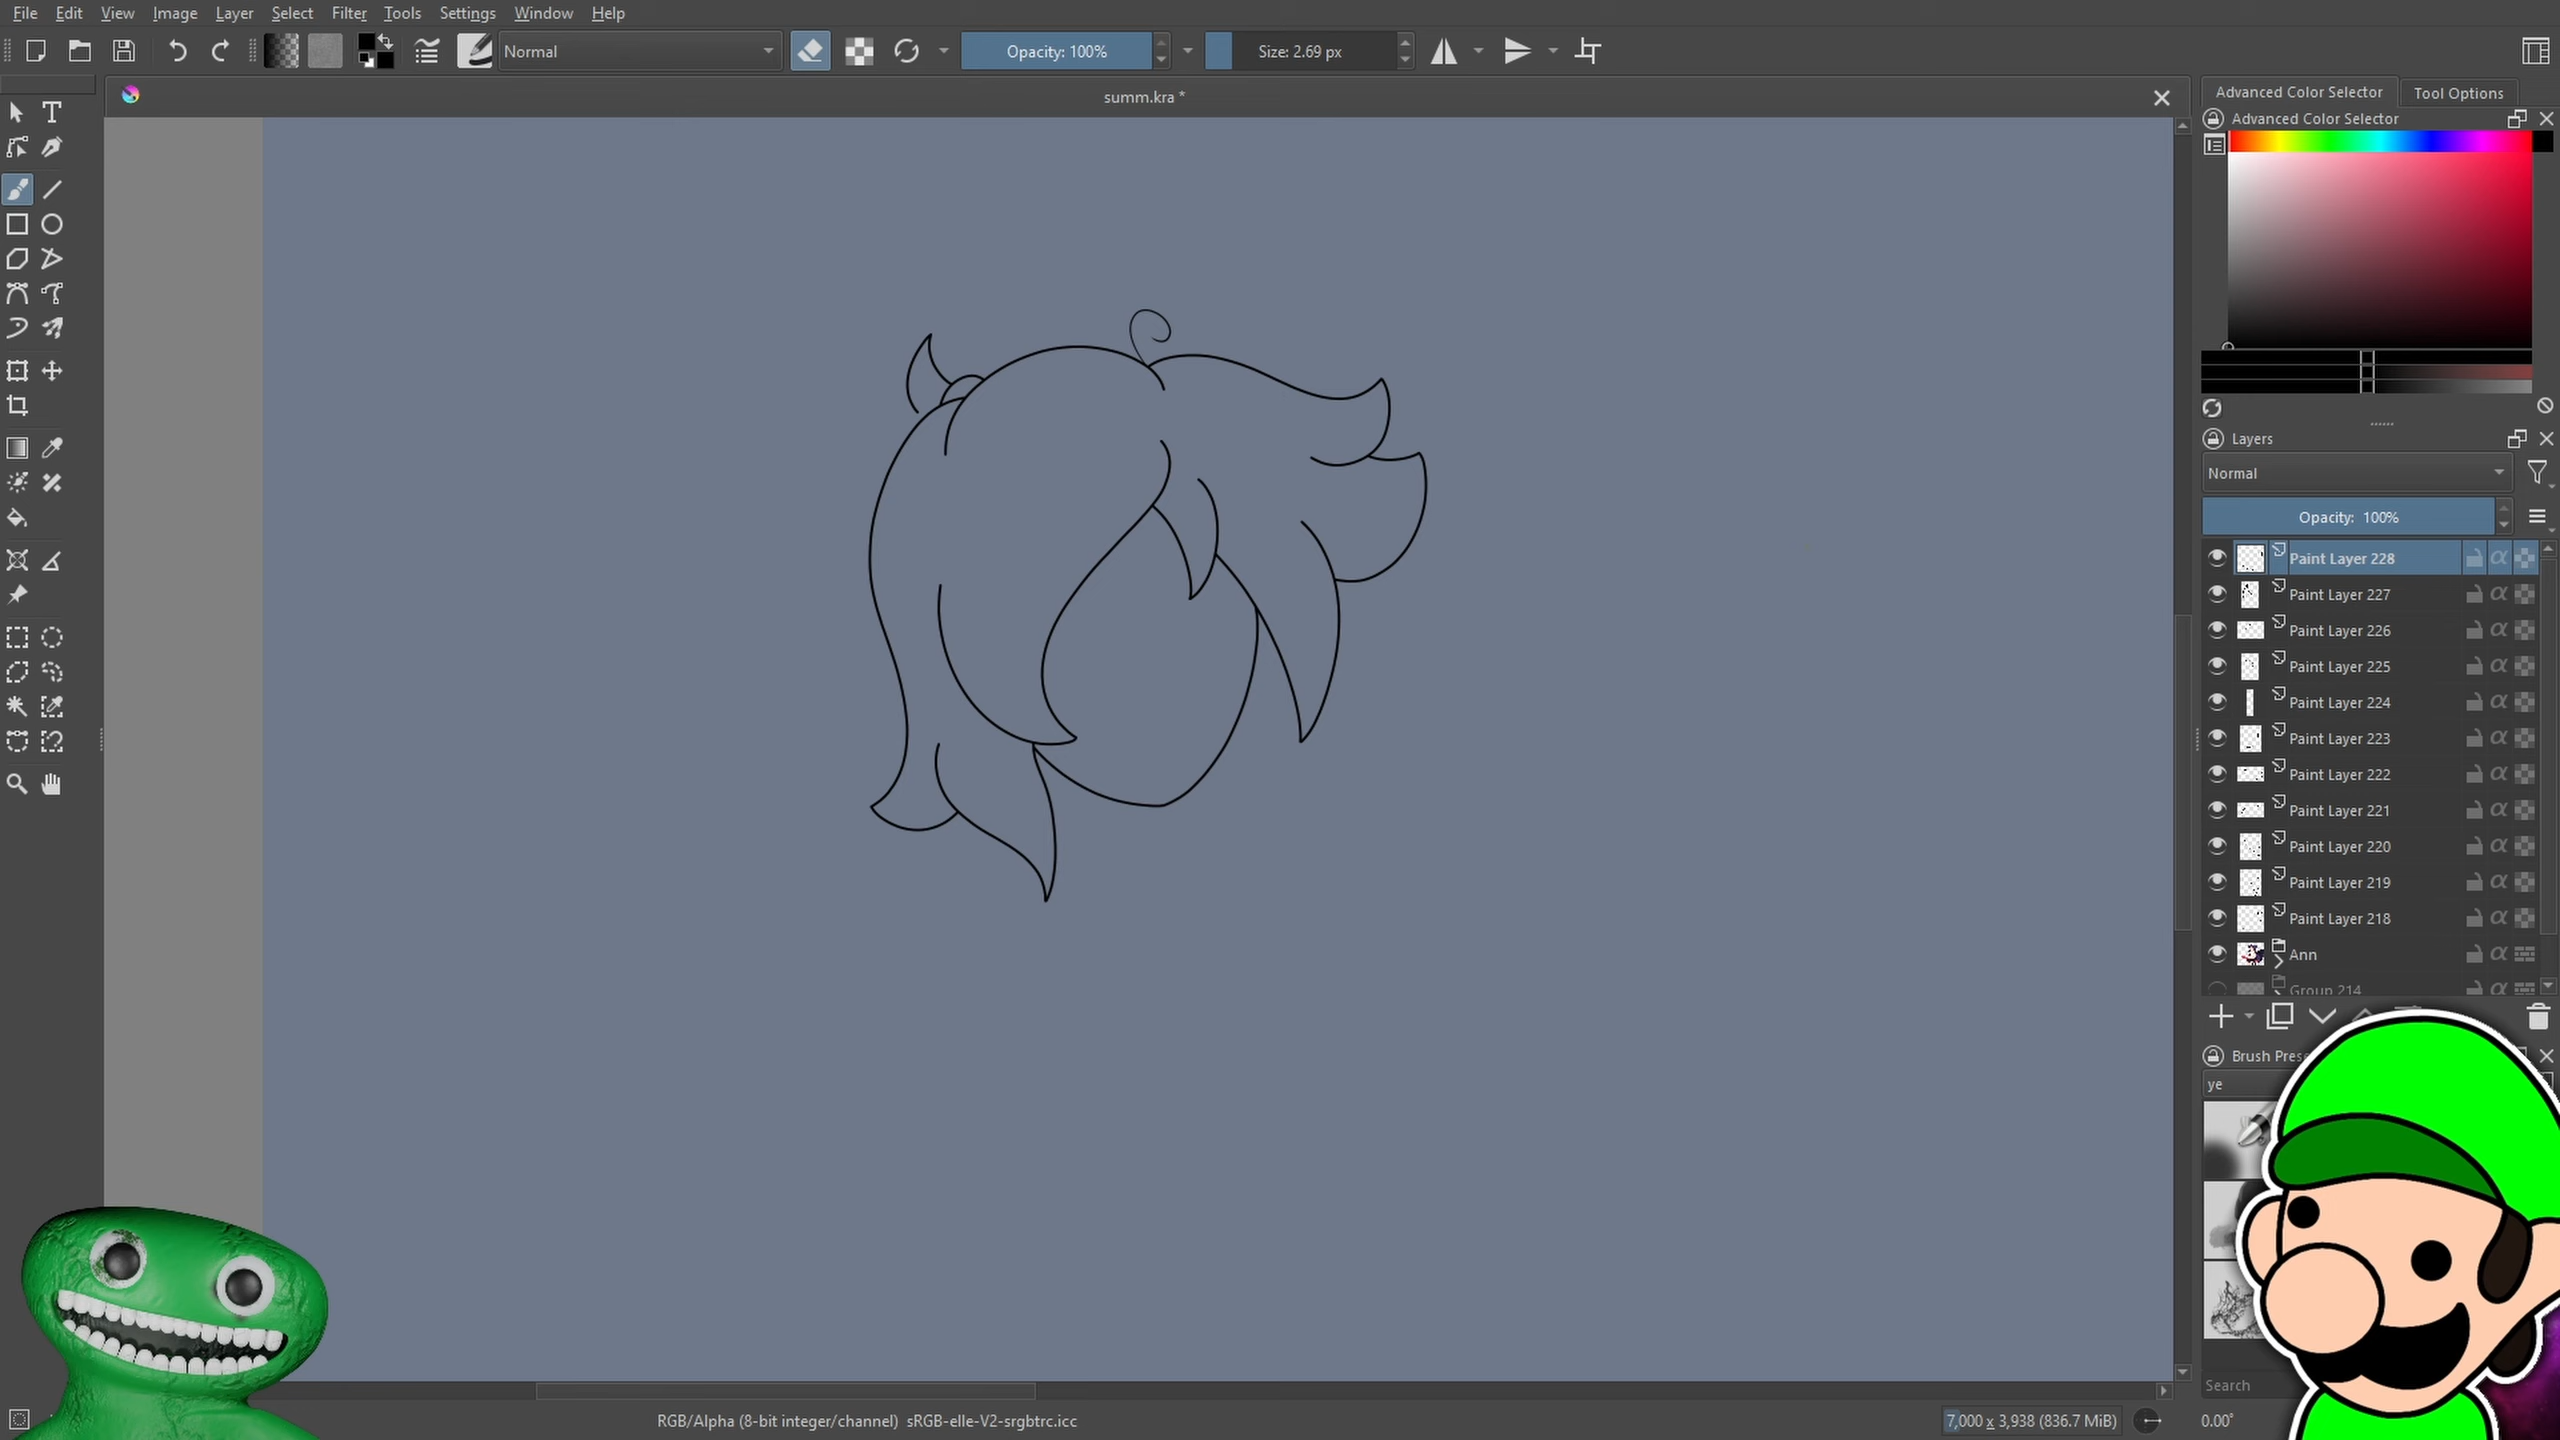 File Edit View Image Layer Select Filter Tools Settings Window Help
Normal
Opacity: 100%
Size: 2.69 px
summ.kra *
Advanced Color Selector
Tool Options
Advanced Color Selector
Layers
Normal
Opacity: 100%
Paint Layer 228
Paint Layer 227
Paint Layer 226
Paint Layer 225
Paint Layer 224
Paint Layer 223
Paint Layer 222
Paint Layer 221
Paint Layer 220
Paint Layer 219
Paint Layer 218
Ann
Group 214
Brush Pres
ye
Search
RGB/Alpha (8-bit integer/channel) sRGB-elle-V2-srgbtrc.icc
7,000 x 3,938 (836.7 MiB)
0.00°